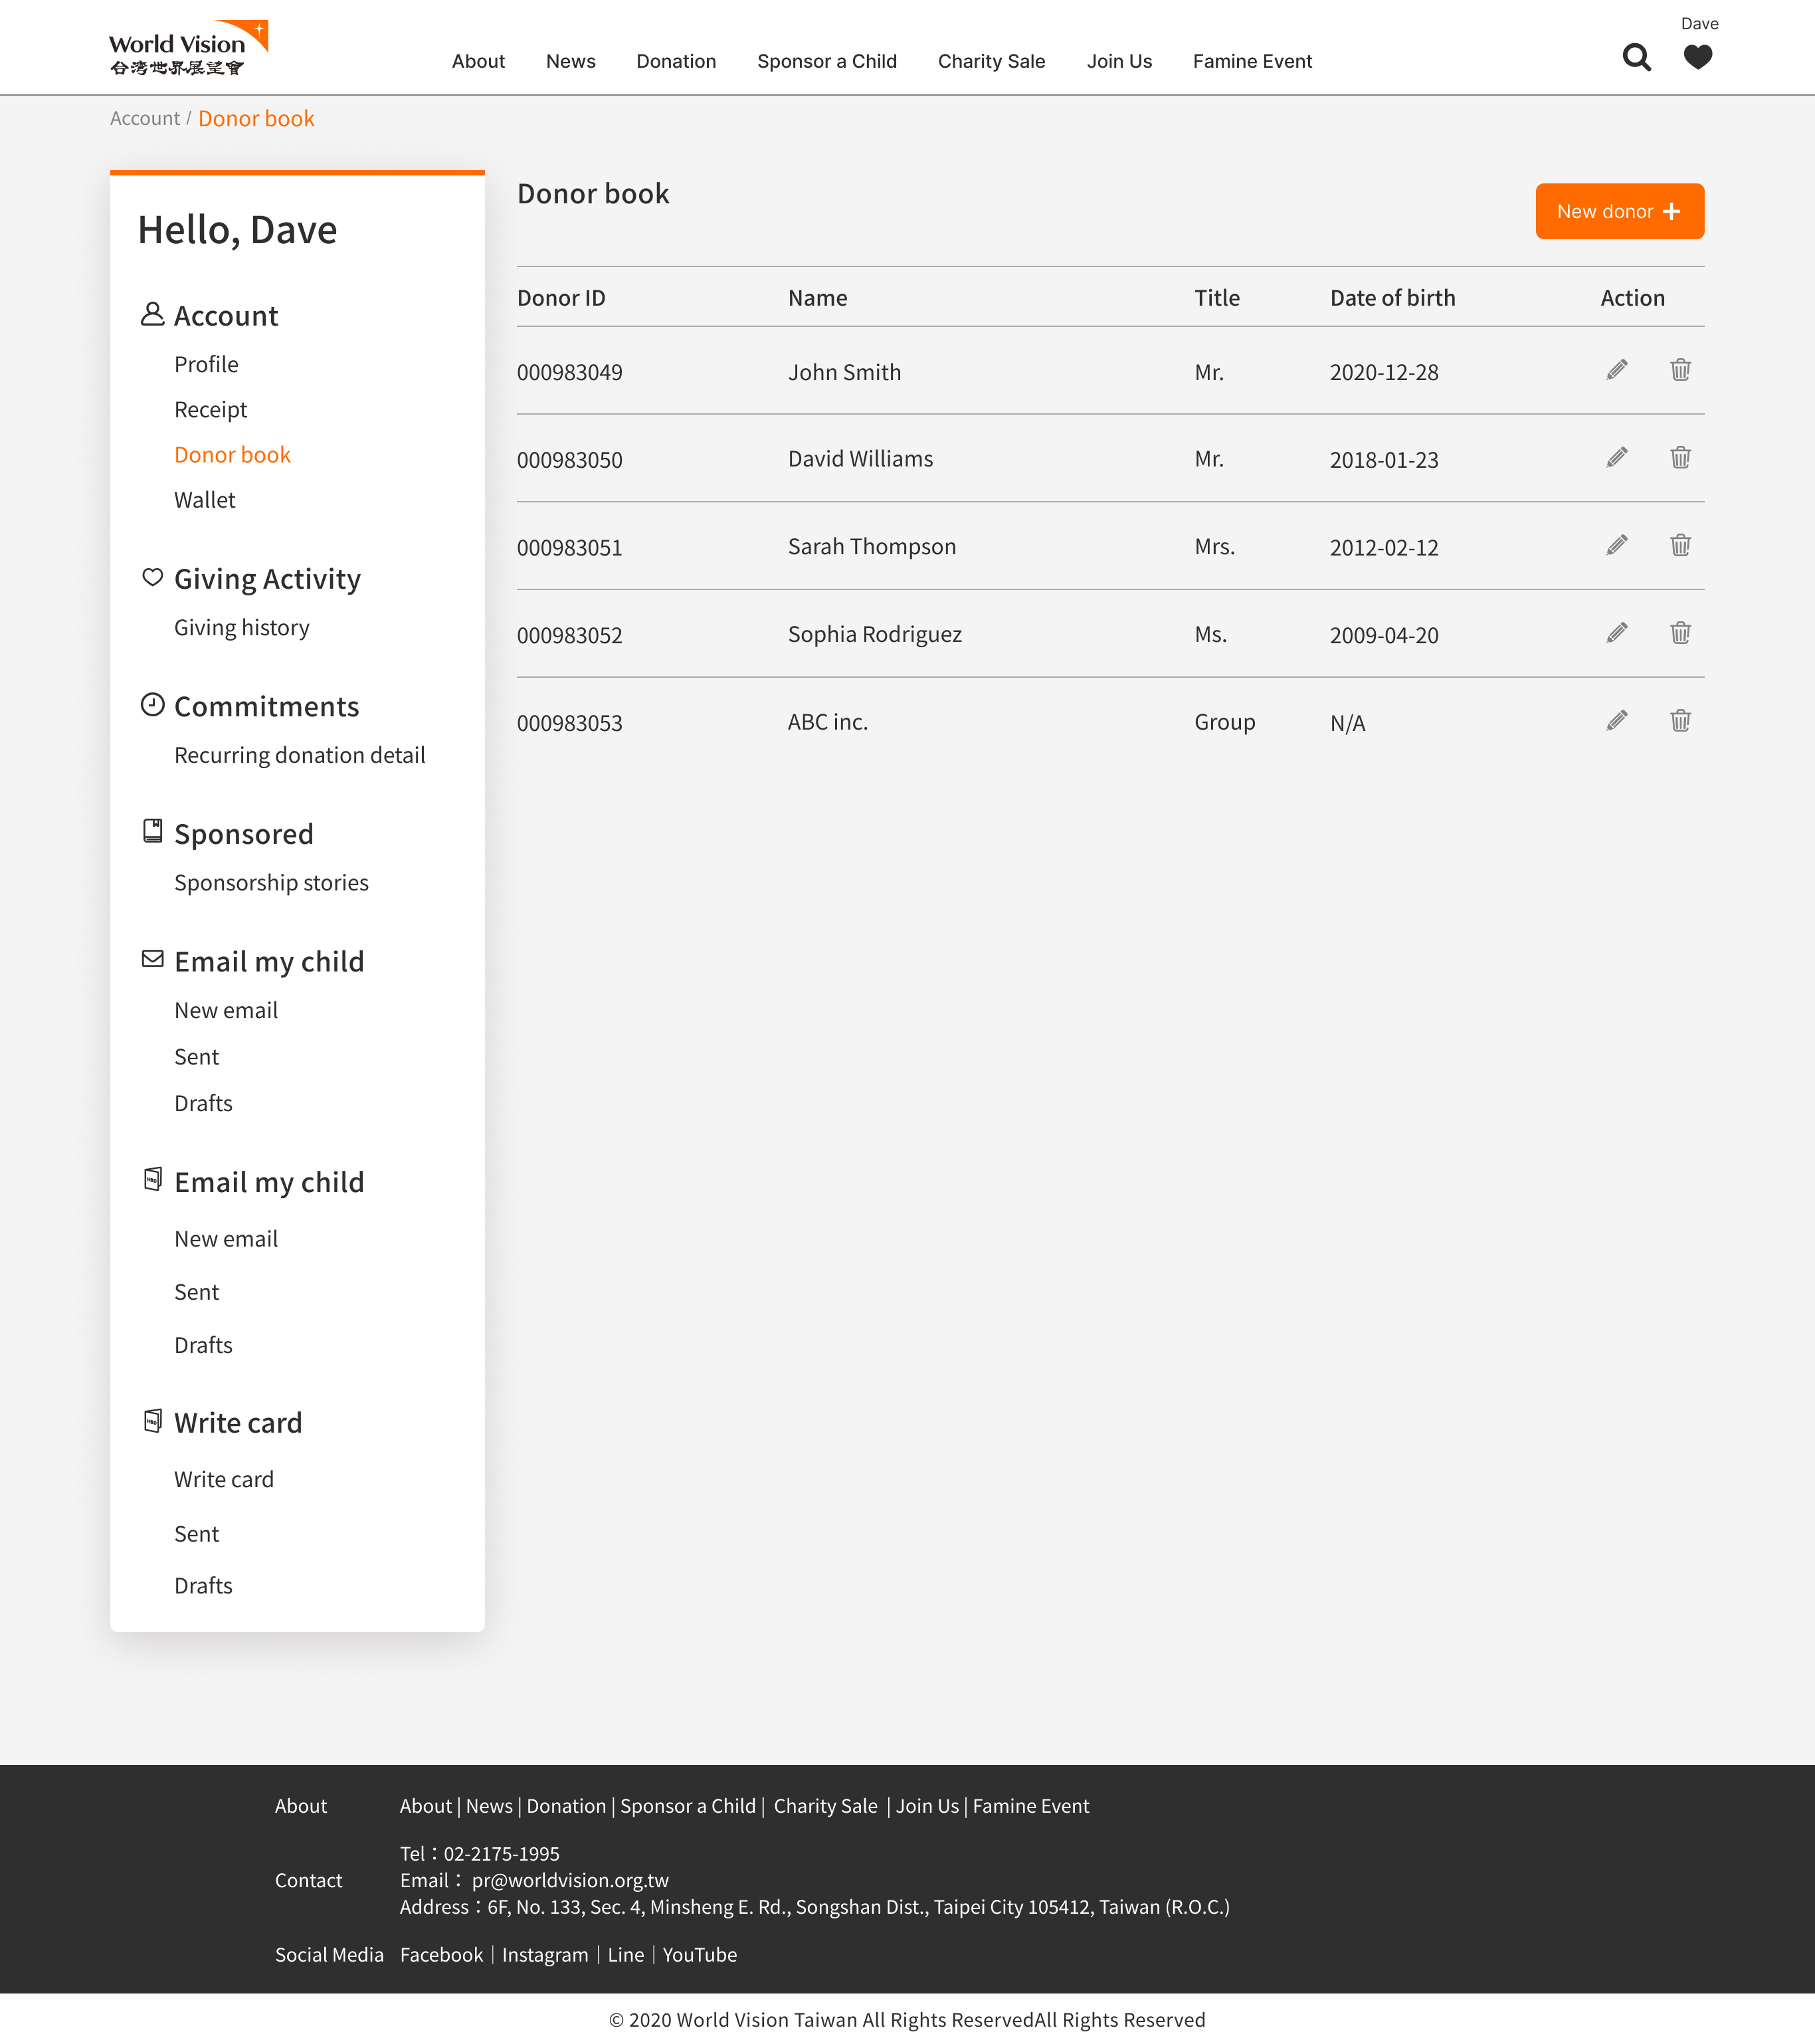 World Vision
台灣世界展望會
About News Donation Sponsor a Child Charity Sale Join Us Famine Event
Dave
Account / Donor book
Hello, Dave
Account
Profile
Receipt
Donor book
Wallet
Giving Activity
Giving history
Commitments
Recurring donation detail
Sponsored
Sponsorship stories
Email my child
New email
Sent
Drafts
Email my child
New email
Sent
Drafts
Write card
Write card
Sent
Drafts
Donor book
New donor
Donor ID Name Title Date of birth Action
000983049 John Smith Mr. 2020-12-28
000983050 David Williams Mr. 2018-01-23
000983051 Sarah Thompson Mrs. 2012-02-12
000983052 Sophia Rodriguez Ms. 2009-04-20
000983053 ABC inc. Group N/A
About About | News | Donation | Sponsor a Child | Charity Sale | Join Us | Famine Event
Contact
Tel：02-2175-1995
Email： pr@worldvision.org.tw
Address：6F, No. 133, Sec. 4, Minsheng E. Rd., Songshan Dist., Taipei City 105412, Taiwan (R.O.C.)
Social Media Facebook｜Instagram｜Line｜YouTube
© 2020 World Vision Taiwan All Rights ReservedAll Rights Reserved